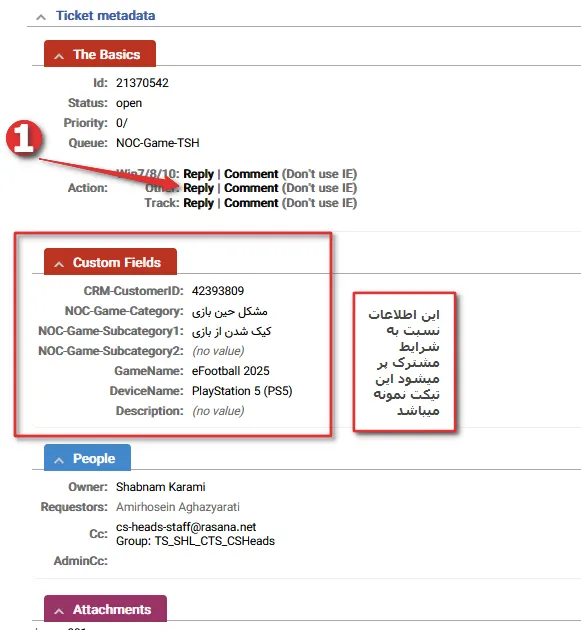 Ticket metadata
The Basics
Id: 21370542
Status: open
Priority: 0/
Queue: NOC-Game-TSH
1
Win7/8/10: Reply | Comment (Don't use IE)
Action: Other: Reply | Comment (Don't use IE)
Track: Reply | Comment (Don't use IE)
Custom Fields
CRM-CustomerID: 42393809
NOC-Game-Category: مشکل حین بازی
NOC-Game-Subcategory1: کیک شدن از بازی
NOC-Game-Subcategory2: (no value)
GameName: eFootball 2025
DeviceName: PlayStation 5 (PS5)
Description: (no value)
این اطلاعات
نسبت به
شرایط
مشترک پر
میشود این
تیکت نمونه
میباشد
People
Owner: Shabnam Karami
Requestors: Amirhosein Aghazyarati
Cc: cs-heads-staff@rasana.net
Group: TS_SHL_CTS_CSHeads
AdminCc:
Attachments